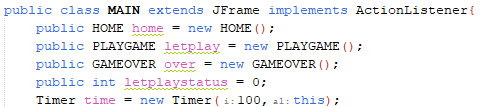 public class MAIN extends JFrame implements ActionListener{
public HOME home = new HOME();
public PLAYGAME letplay = new PLAYGAME();
public GAMEOVER over = new GAMEOVER();
public int letplaystatus = 0;
Timer time = new Timer(i:100, al:this);